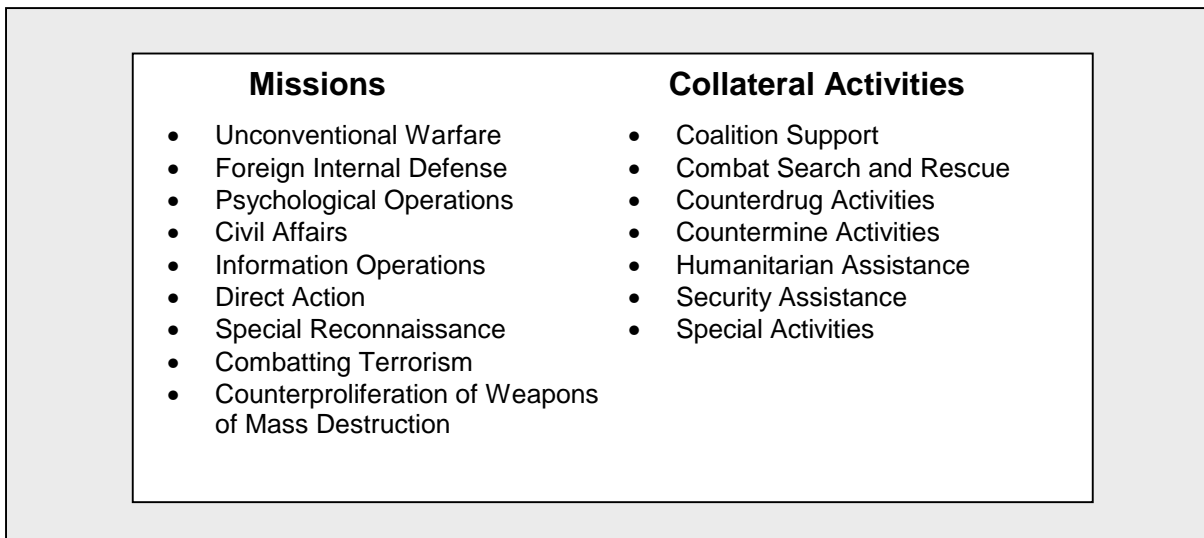 Missions
• Unconventional Warfare
• Foreign Internal Defense
• Psychological Operations
• Civil Affairs
• Information Operations
• Direct Action
• Special Reconnaissance
• Combatting Terrorism
• Counterproliferation of Weapons
of Mass Destruction
Collateral Activities
• Coalition Support
• Combat Search and Rescue
• Counterdrug Activities
• Countermine Activities
• Humanitarian Assistance
• Security Assistance
• Special Activities